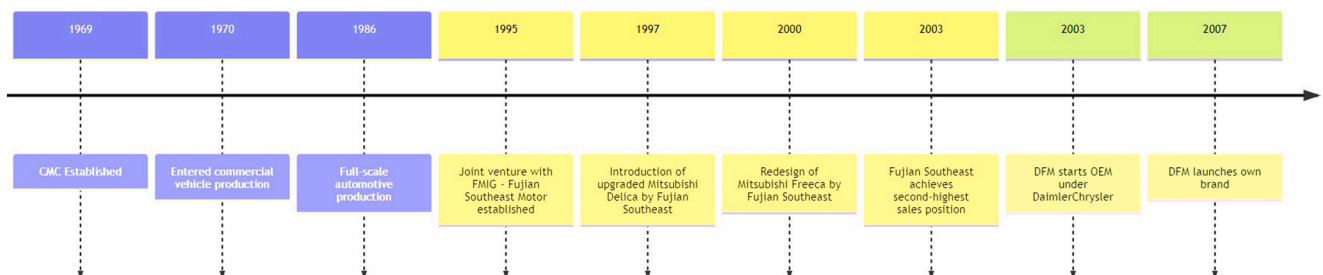 1969
1970
1986
1995
1997
2000
2003
2003
2007
CMC Established
Entered commercial
vehicle production
Full-scale
automotive
production
Joint venture with
FMIG - Fujian
Southeast Motor
established
Introduction of
upgraded Mitsubishi
Delica by Fujian
Southeast
Redesign of
Mitsubishi Freeca by
Fujian Southeast
Fujian Southeast
achieves
second-highest
sales position
DFM starts OEM
under
DaimlerChrysler
DFM launches own
brand